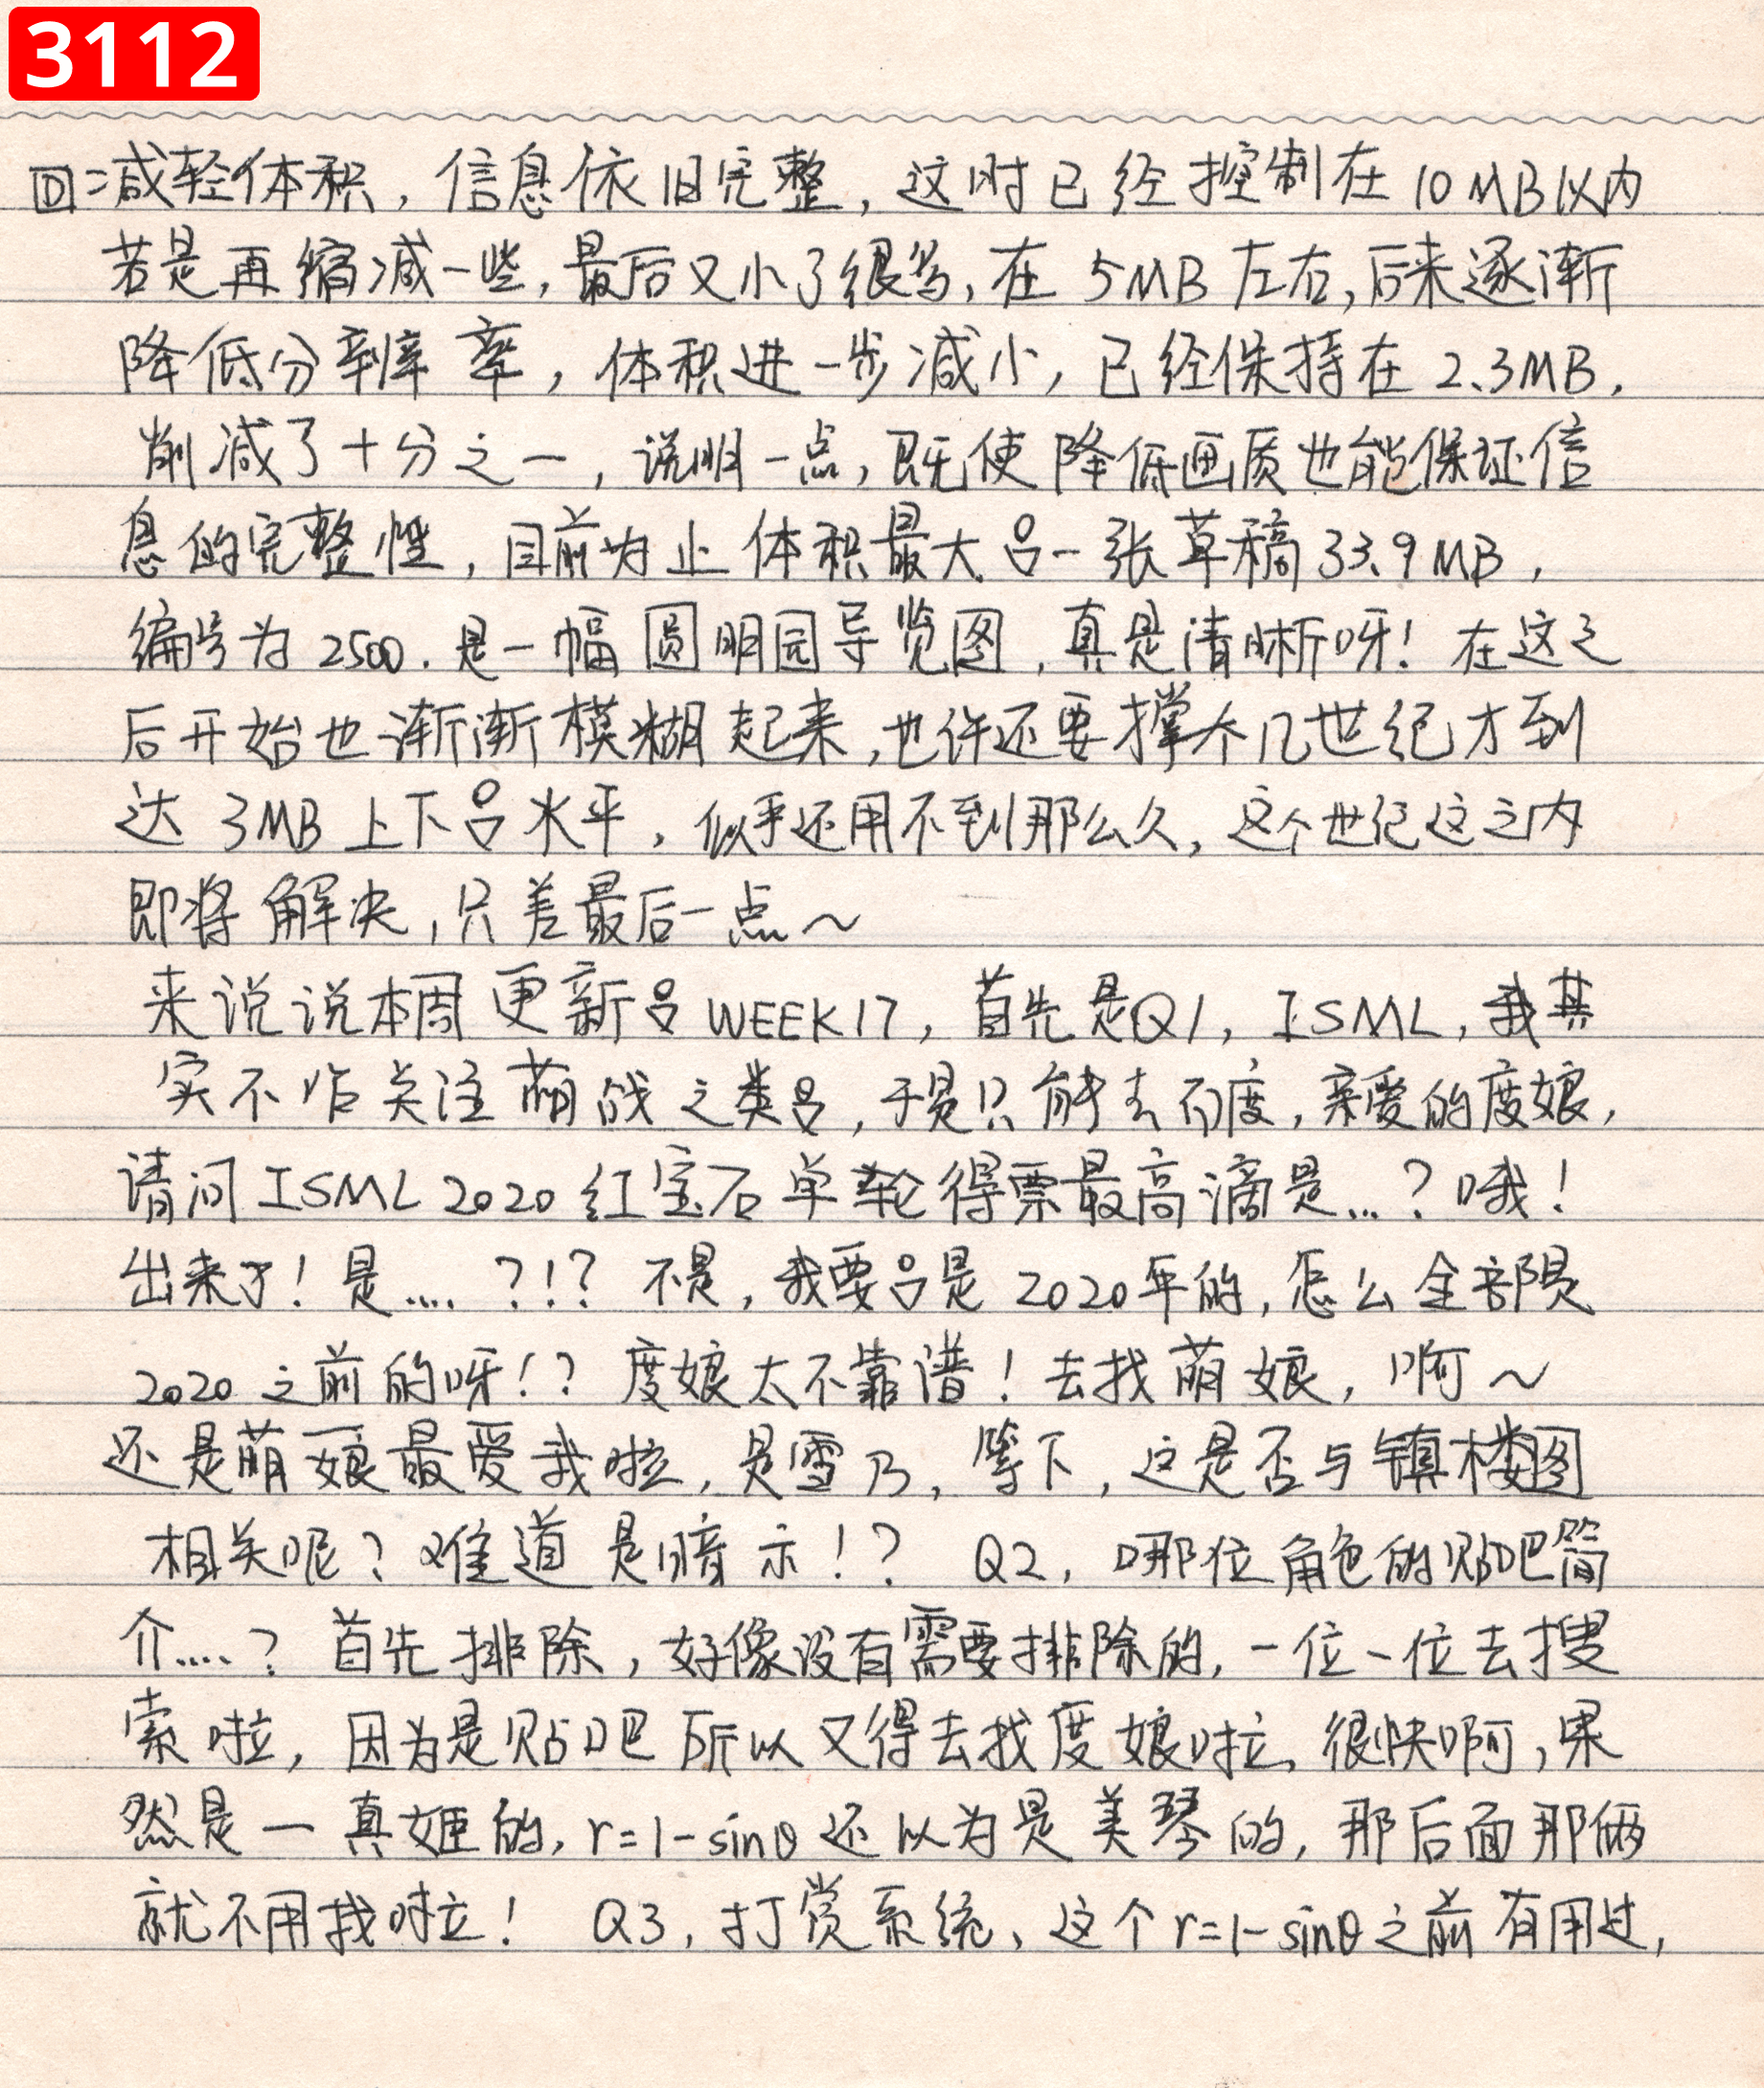 3112
回:减轻体积，信息依旧完整，这时已经控制在10MB以内
若是再缩减一些，最后又小了很多，在5MB左右，后来逐渐
降低分辨率率，体积进一步减小，已经保持在2.3MB，
削减了十分之一，说明一点，既使降低画质也能保证信
息的完整性，目前为止体积最大呂一张草稿33.9MB，
编号为2500.是一幅圆明园导览图，真是清晰呀！在这之
后开始也渐渐模糊起来，也许还要撑个几世纪才到
达3MB上下呂水平，似乎还用不到那么久，这个世纪这之内
即将解决，只差最后一点～
来说说本周更新呂WEEK17，首先是Q1，ISML，我其
实不咋关注萌战之类呂，于是只能去百度，亲爱的度娘，
请问ISML2020红宝石单轮得票最高滴是...？哦！
出来了！是....？！？不是，我要呂是2020年的，怎么全部是
2020之前的呀！？度娘太不靠谱！去找萌娘，啊～
还是萌娘最爱我啦，是雪乃，等下，这是否与镇楼图
相关呢？难道是暗示！？Q2，哪位角色的贴吧简
介....？首先排除，好像没有需要排除的，一位一位去搜
索啦，因为是贴吧所以又得去找度娘啦，很快啊，果
然是一真姬的，r=1-sinθ还以为是美琴的，那后面那俩
就不用找啦！Q3，打赏系统、这个r=1-sinθ之前有用过，